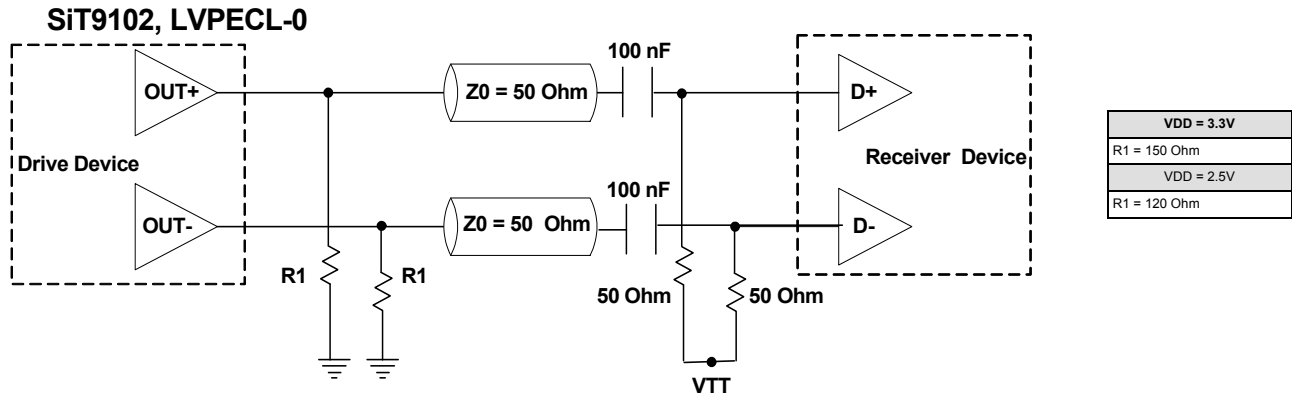 SiT9102, LVPECL-0
100 nF
OUT+
Z0 = 50 Ohm
D+
Drive Device
Receiver Device
100 nF
OUT-
Z0 = 50 Ohm
D-
R1
R1
50 Ohm
50 Ohm
VTT
VDD = 3.3V
R1 = 150 Ohm
VDD = 2.5V
R1 = 120 Ohm